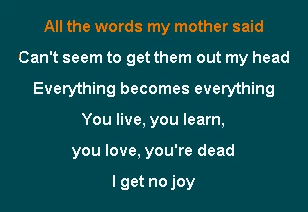 All the words my mother said
Can't seem to get them out my head
Everything becomes everything
You live, you learn,
you love, you're dead
I get no joy